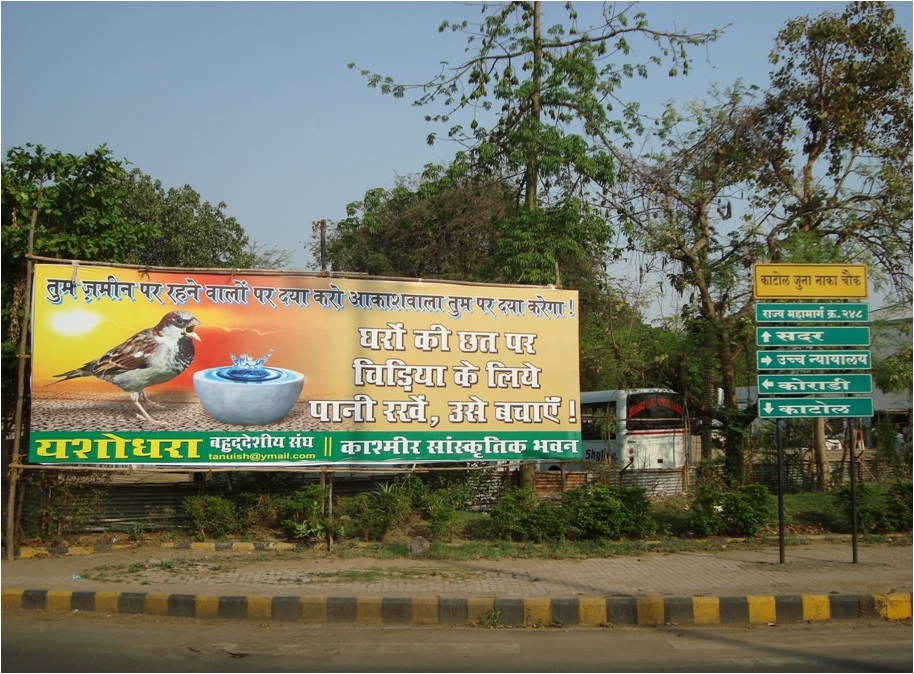 तुम ज़मीन पर रहने वालों पर दया करो आकाशवाला तुम पर दया करेगा !
घरों की छत पर
चिड़िया के लिये
पानी रखें, उसे बचाएँ !
यशोधरा बहुद्देशीय संघ || काश्मीर सांस्कृतिक भवन
tanuish@ymail.com
काटोल जुना नाका चौक
राज्य महामार्ग क्र. २४८
सदर
उच्च न्यायालय
कोराडी
काटोल